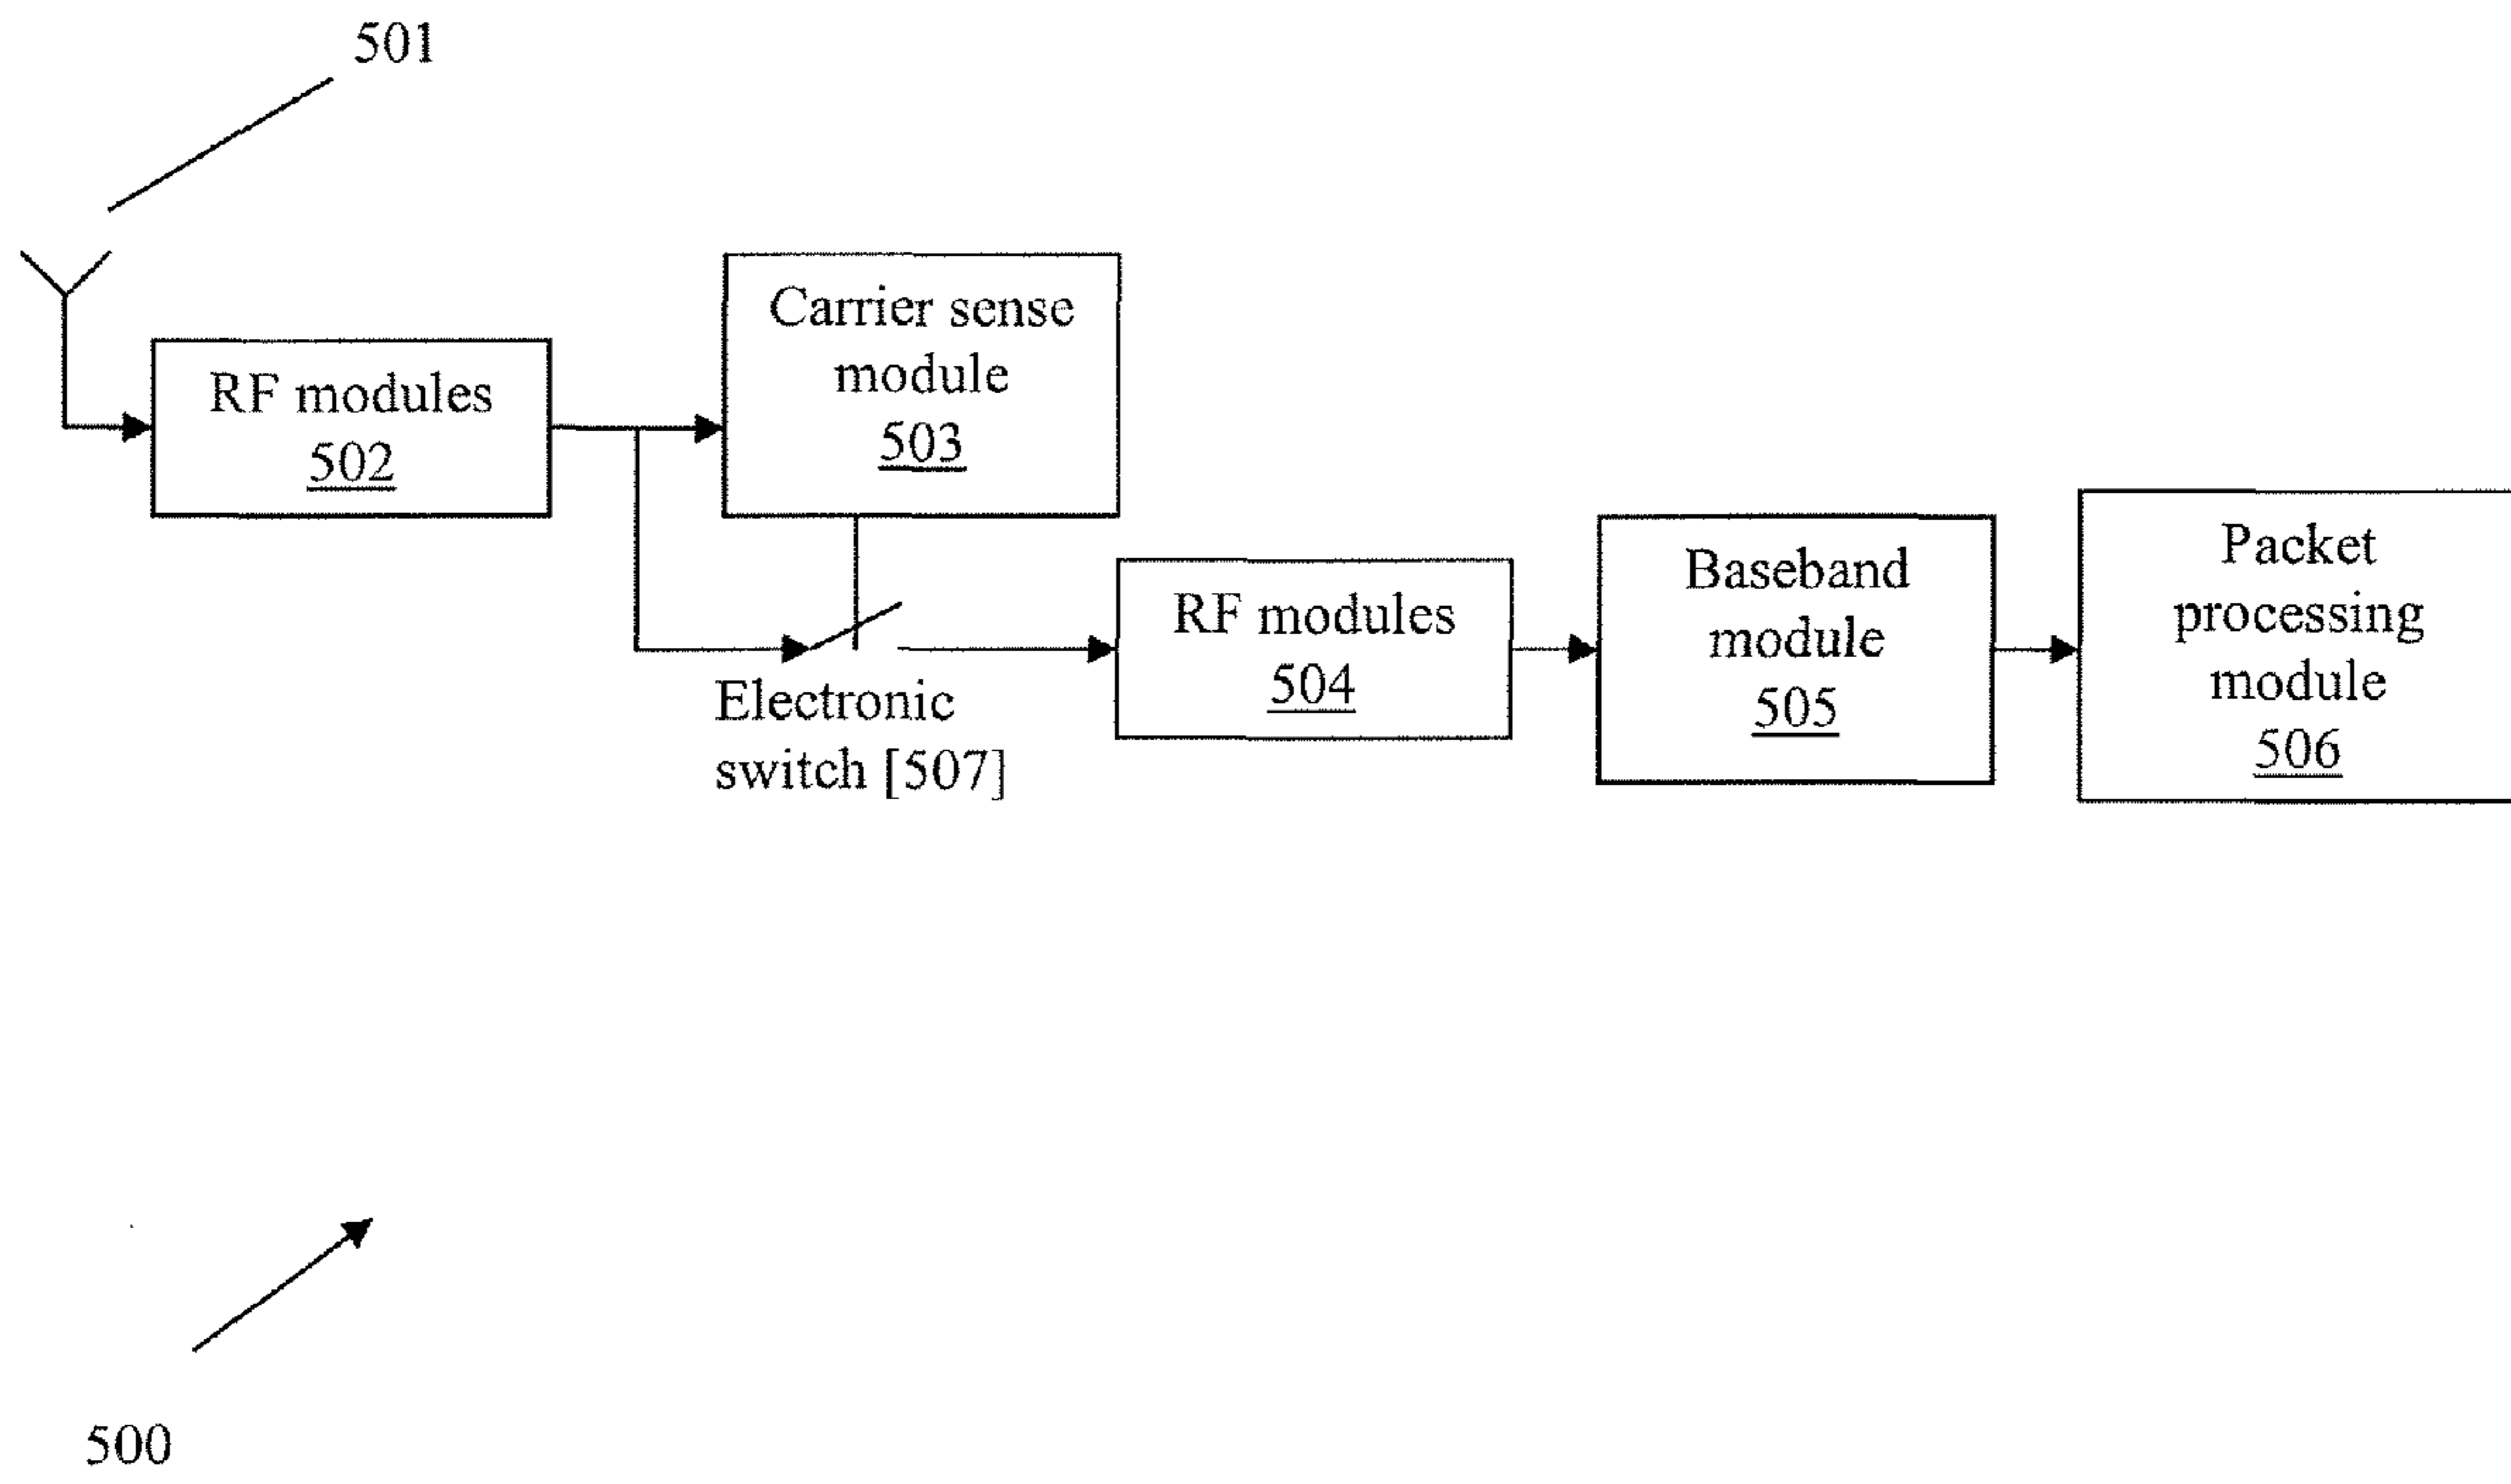 501
RF modules
502
Carrier sense
module
503
Electronic
switch [507]
RF modules
504
Baseband
module
505
Packet
processing
module
506
500